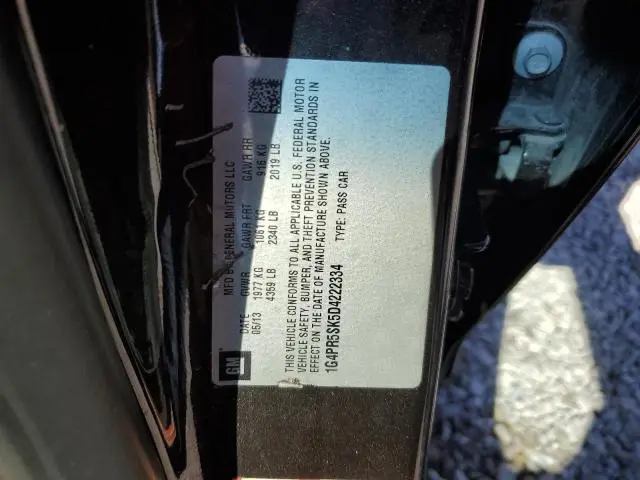 GM
MFD BY GENERAL MOTORS LLC
DATE GVWR GAWR FRT GAWR RR
05/13 1977 KG 1061 KG 916 KG
4359 LB 2340 LB 2019 LB
THIS VEHICLE CONFORMS TO ALL APPLICABLE U.S. FEDERAL MOTOR
VEHICLE SAFETY, BUMPER, AND THEFT PREVENTION STANDARDS IN
EFFECT ON THE DATE OF MANUFACTURE SHOWN ABOVE.
1G4PR5SK5D4222334 TYPE: PASS CAR